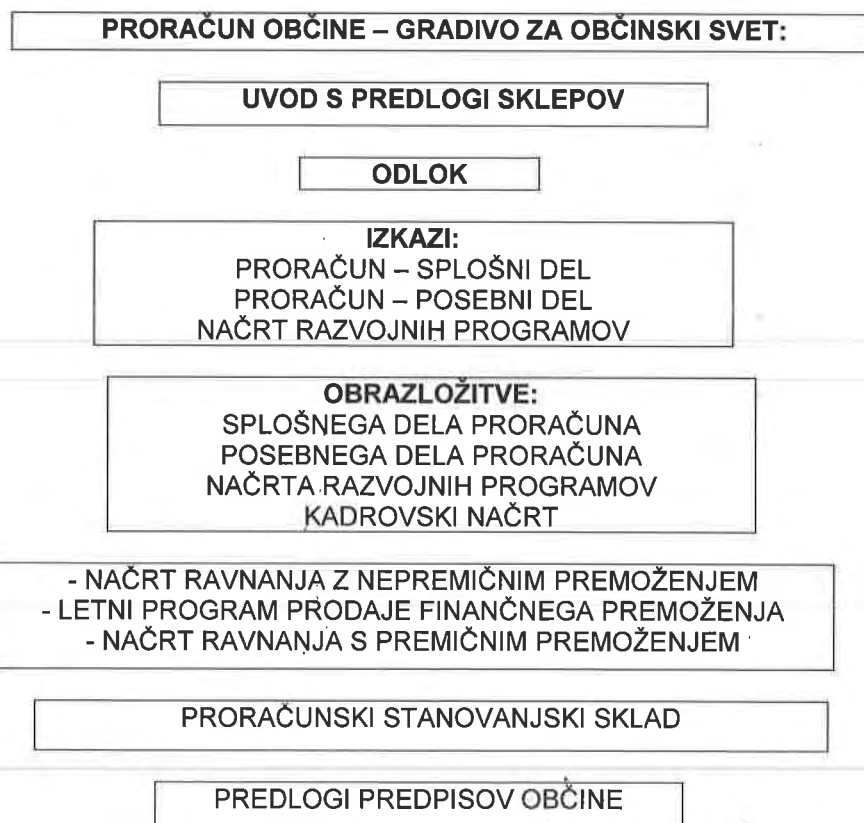 PRORAČUN OBČINE – GRADIVO ZA OBČINSKI SVET:
UVOD S PREDLOGI SKLEPOV
ODLOK
IZKAZI:
PRORAČUN – SPLOŠNI DEL
PRORAČUN – POSEBNI DEL
NAČRT RAZVOJNIH PROGRAMOV
OBRAZLOŽITVE:
SPLOŠNEGA DELA PRORAČUNA
POSEBNEGA DELA PRORAČUNA
NAČRTA RAZVOJNIH PROGRAMOV
KADROVSKI NAČRT
- NAČRT RAVNANJA Z NEPREMIČNIM PREMOŽENJEM
- LETNI PROGRAM PRODAJE FINANČNEGA PREMOŽENJA
- NAČRT RAVNANJA S PREMIČNIM PREMOŽENJEM
PRORAČUNSKI STANOVANJSKI SKLAD
PREDLOGI PREDPISOV OBČINE